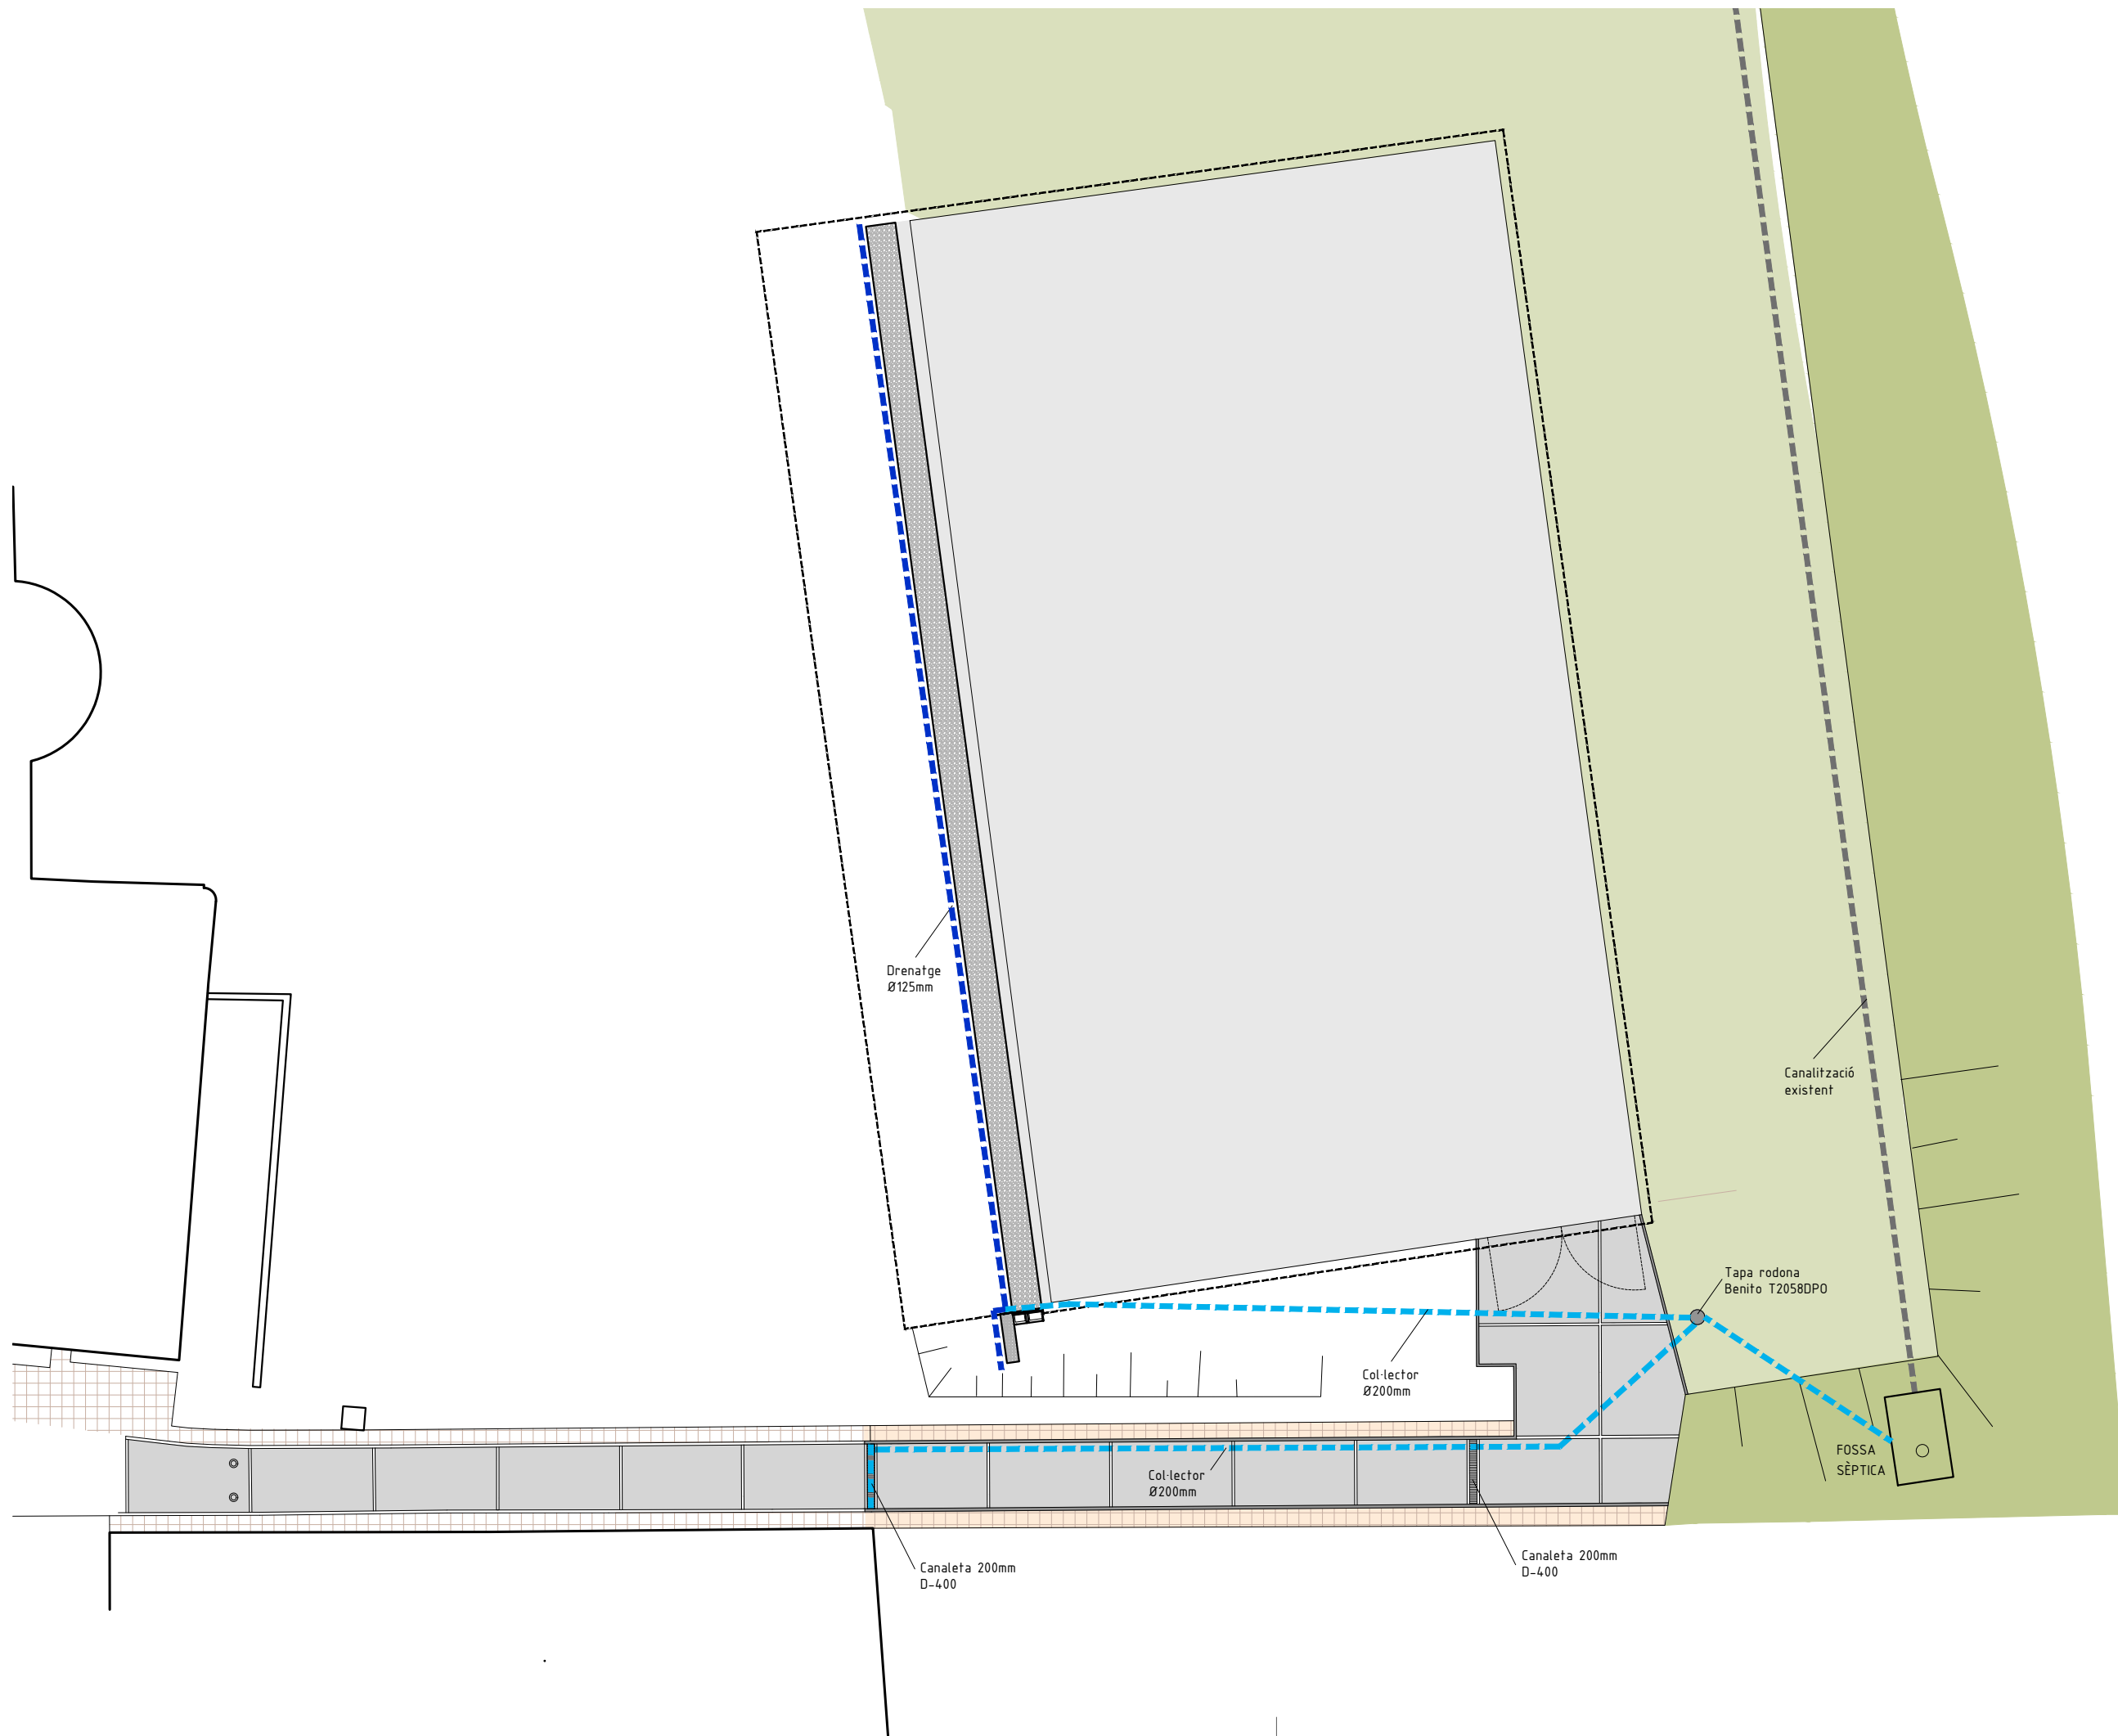 Drenatge
Ø125mm
Canalització
existent
Tapa rodona
Benito T2058DPO
Col·lector
Ø200mm
FOSSA
SÈPTICA
Col·lector
Ø200mm
Canaleta 200mm
D-400
Canaleta 200mm
D-400